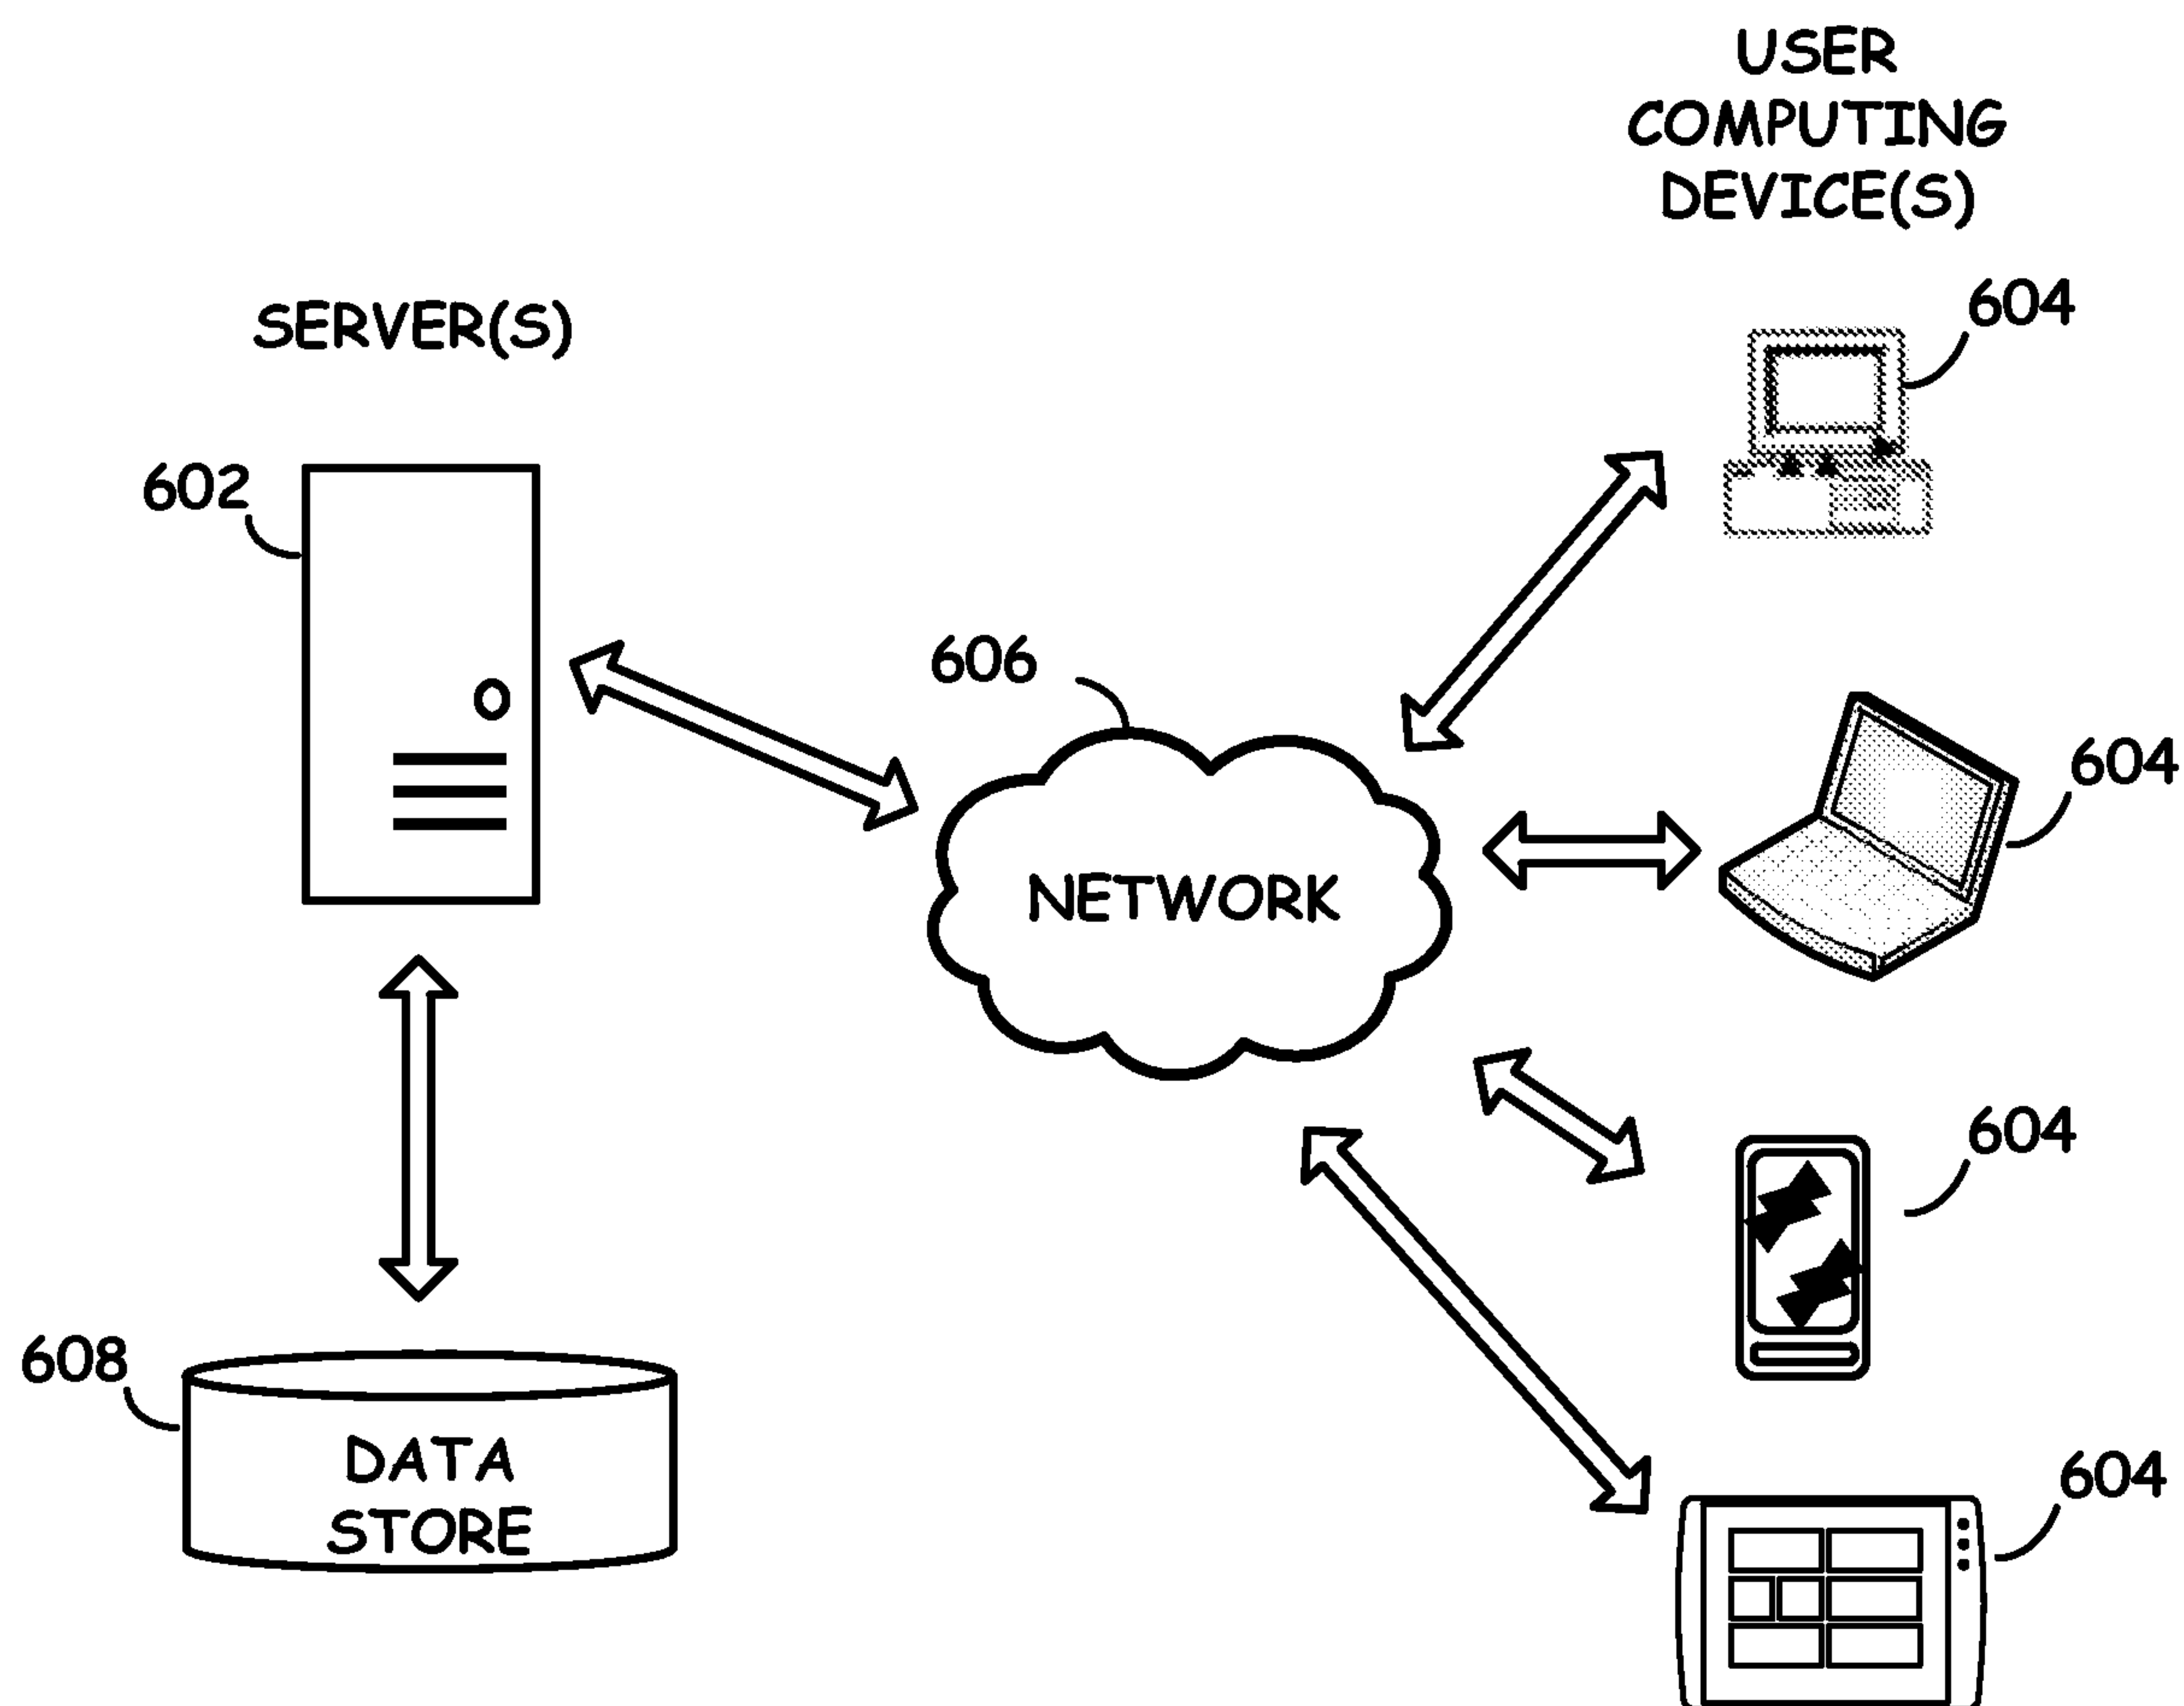 USER
COMPUTING
DEVICE(S)
604
SERVER(S)
602
606
604
NETWORK
604
608
DATA
STORE
604